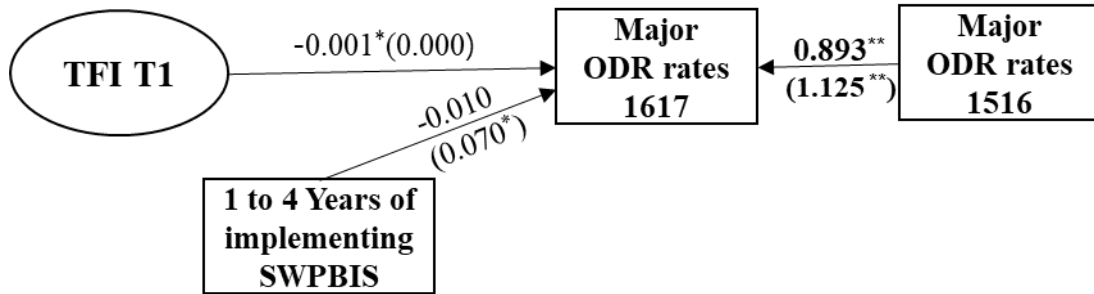 TFI T1
-0.001*(0.000)
-0.010
(0.070*)
Major
ODR rates
1617
0.893**
(1.125**)
Major
ODR rates
1516
1 to 4 Years of
implementing
SWPBIS